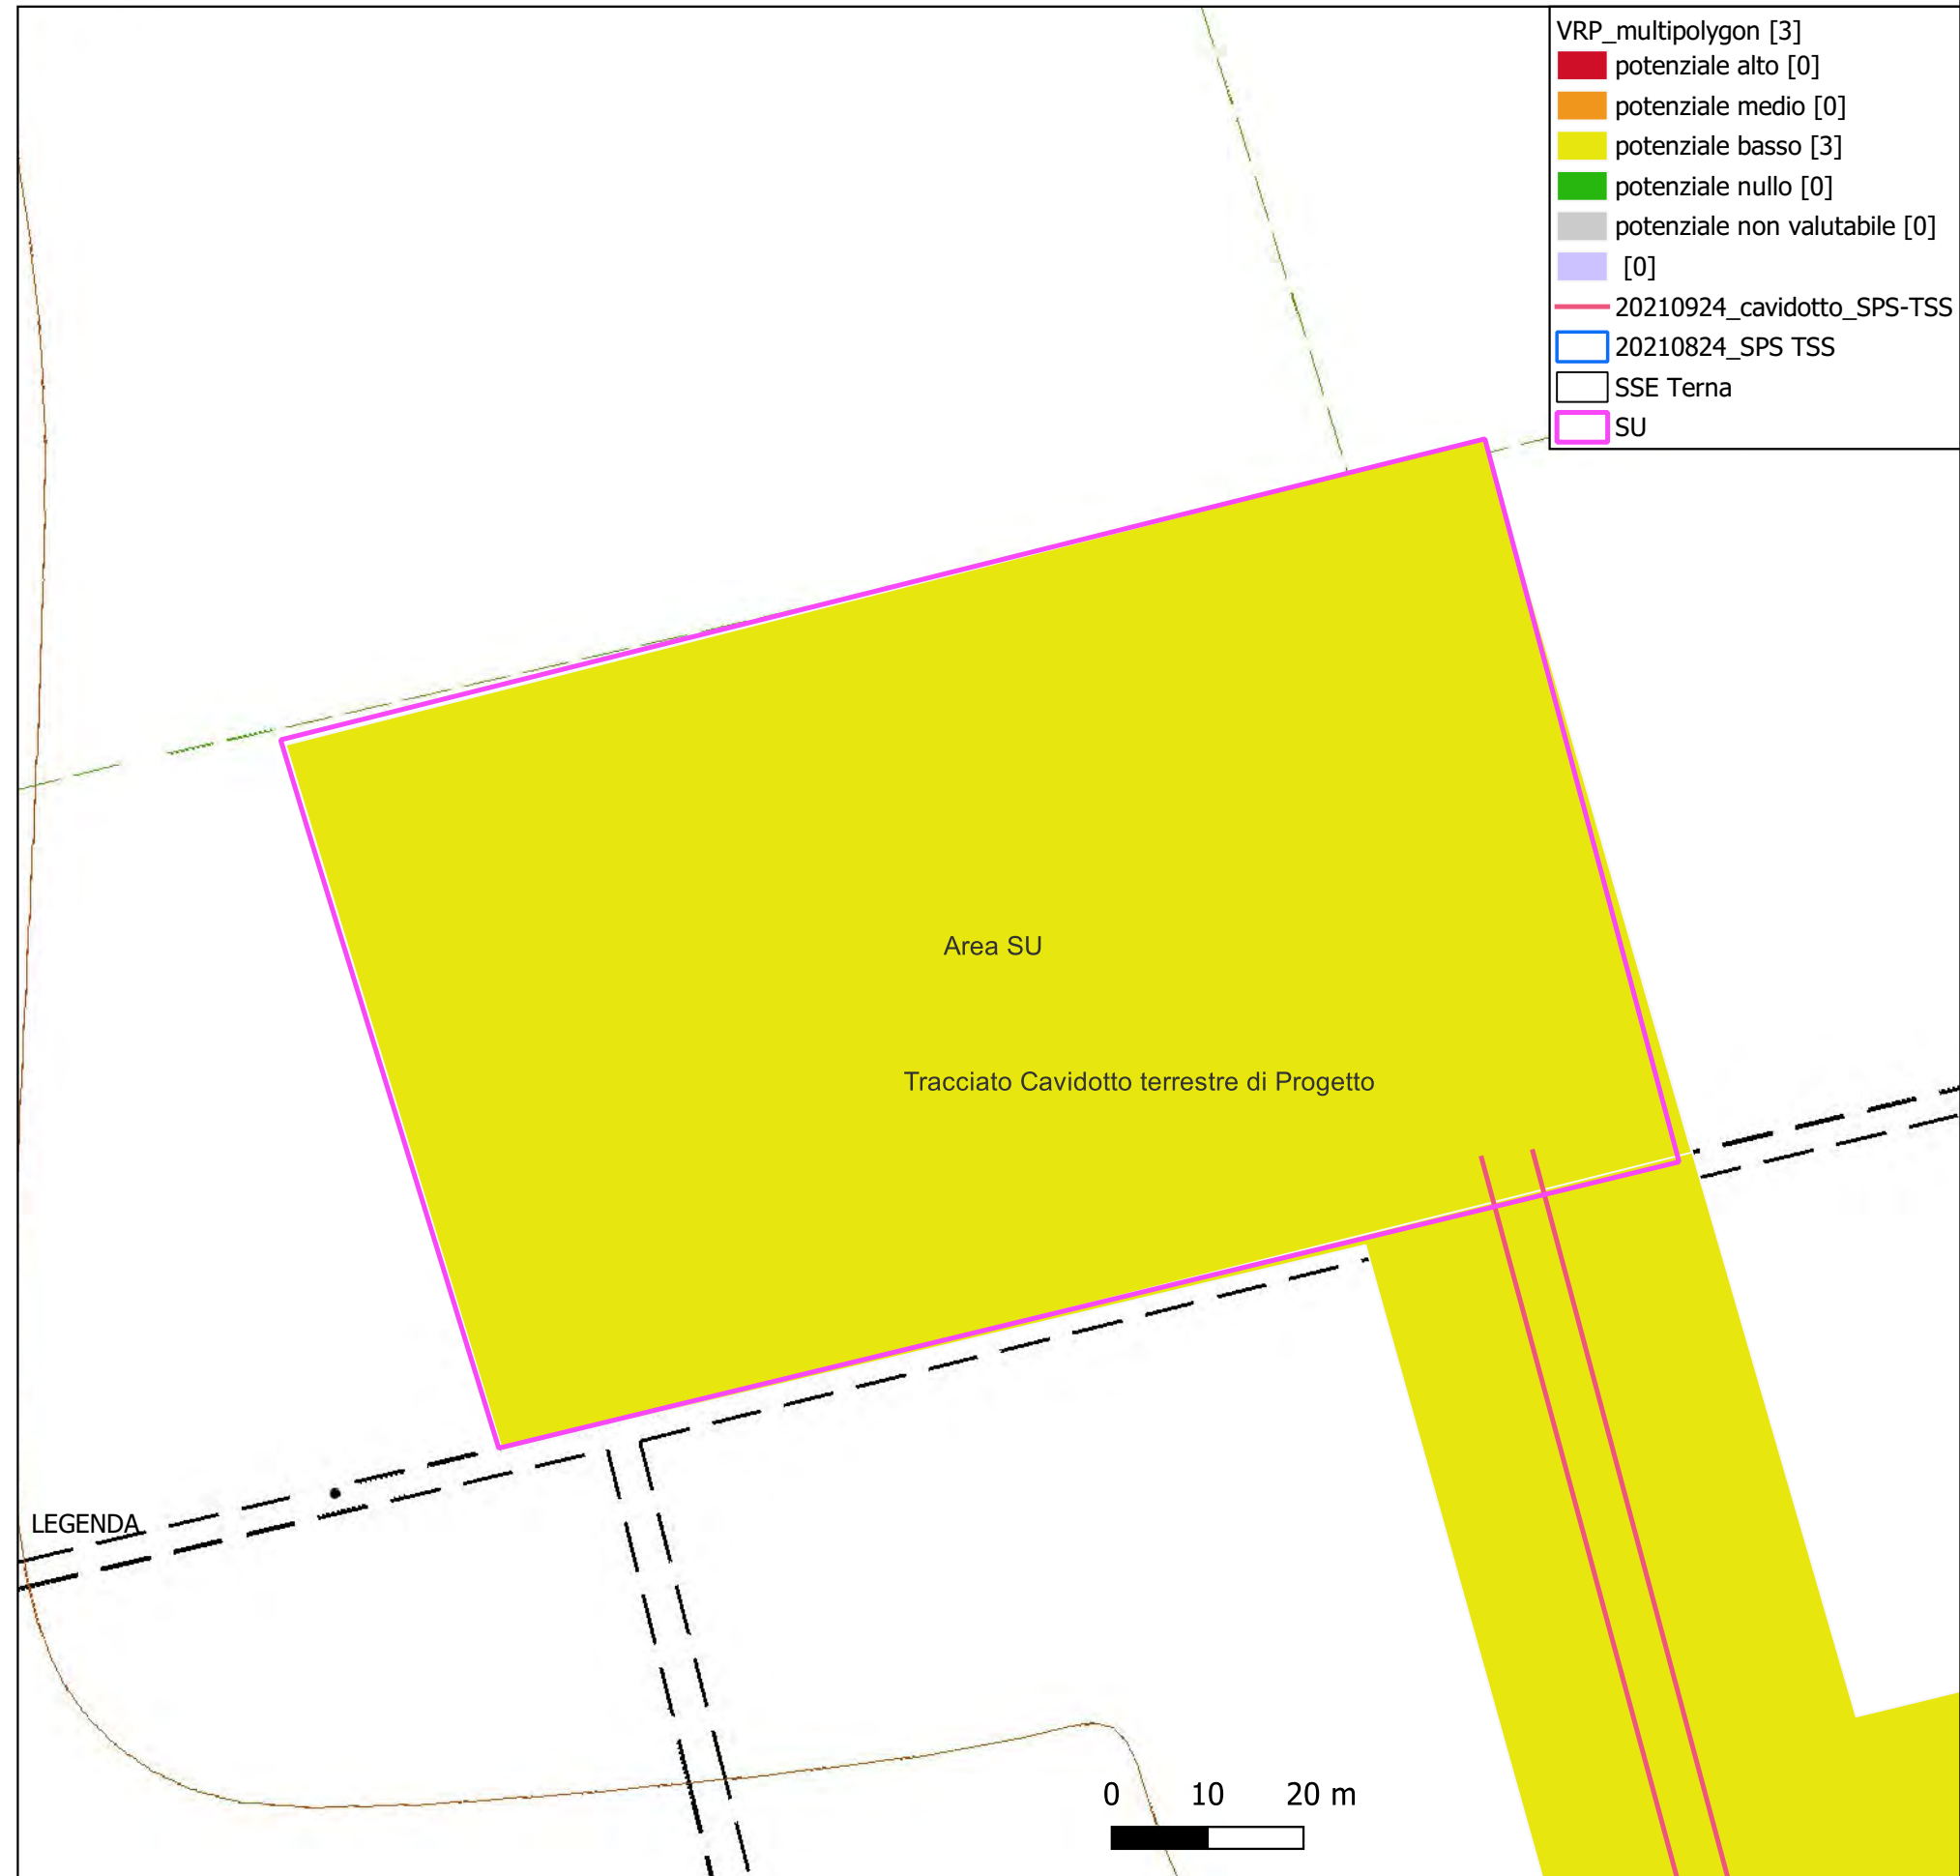 VRP_multipolygon [3]
potenziale alto [0]
potenziale medio [0]
potenziale basso [3]
potenziale nullo [0]
potenziale non valutabile [0]
[0]
20210924_cavidotto_SPS-TSS
20210824_SPS TSS
SSE Terna
SU
Area SU
Tracciato Cavidotto terrestre di Progetto
LEGENDA
0 10 20 m